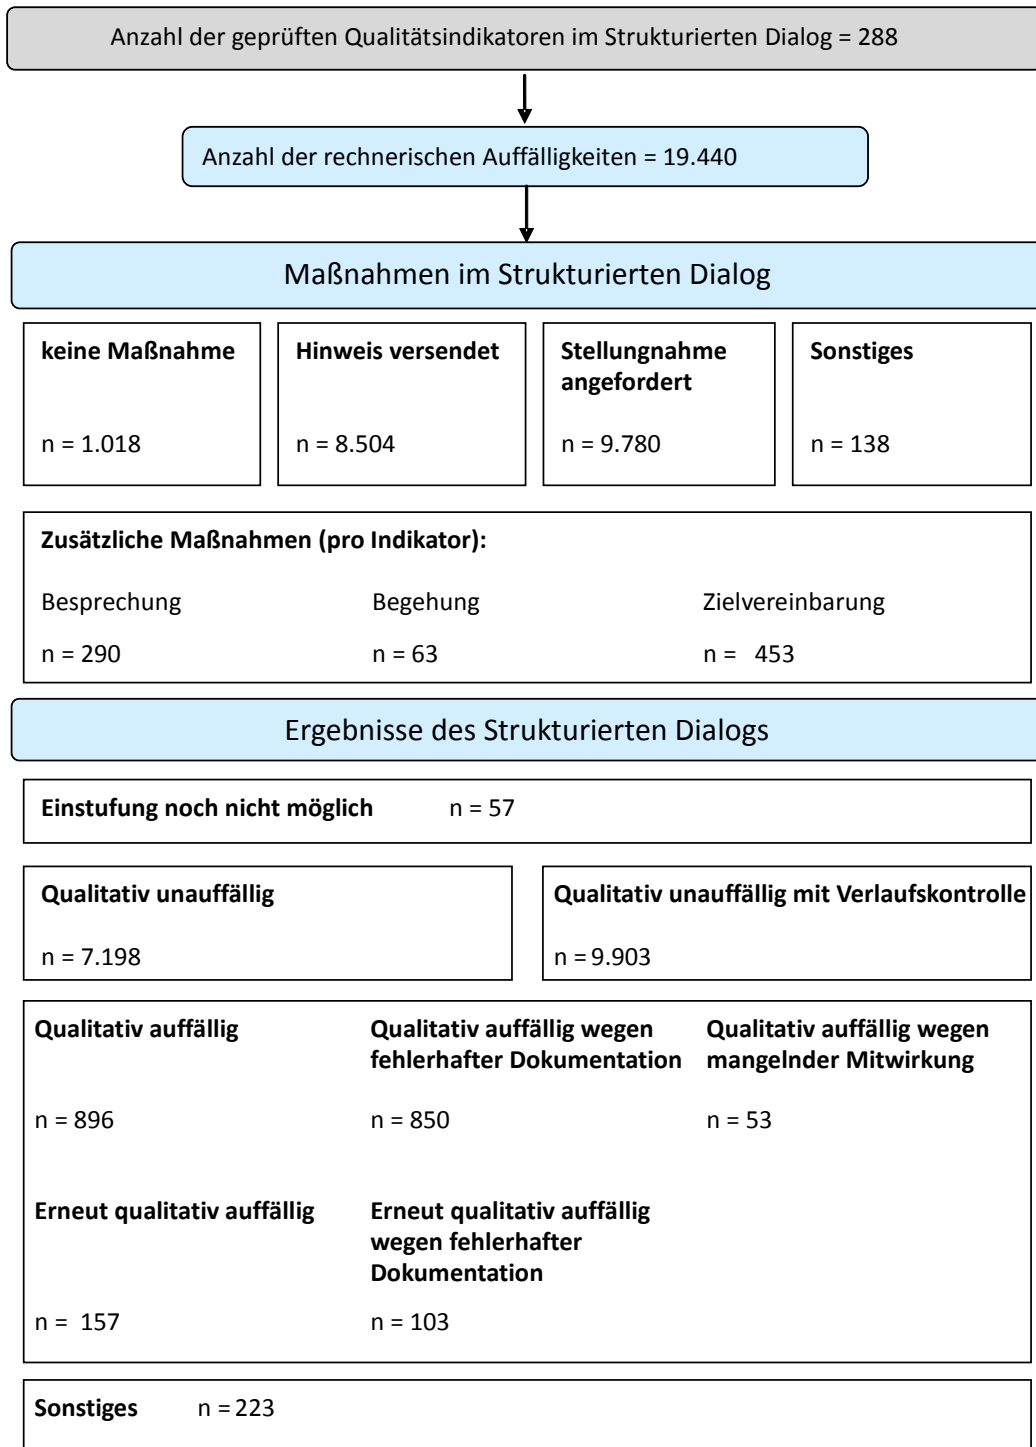 Anzahl der geprüften Qualitätsindikatoren im Strukturierten Dialog = 288
Anzahl der rechnerischen Auffälligkeiten = 19.440
Maßnahmen im Strukturierten Dialog
keine Maßnahme
n = 1.018
Hinweis versendet
n = 8.504
Stellungnahme
angefordert
n = 9.780
Sonstiges
n = 138
Zusätzliche Maßnahmen (pro Indikator):
Besprechung
n = 290
Begehung
n = 63
Zielvereinbarung
n = 453
Ergebnisse des Strukturierten Dialogs
Einstufung noch nicht möglich n = 57
Qualitativ unauffällig
n = 7.198
Qualitativ unauffällig mit Verlaufskontrolle
n = 9.903
Qualitativ auffällig
n = 896
Qualitativ auffällig wegen
fehlerhafter Dokumentation
n = 850
Qualitativ auffällig wegen
mangelnder Mitwirkung
n = 53
Erneut qualitativ auffällig
n = 157
Erneut qualitativ auffällig
wegen fehlerhafter
Dokumentation
n = 103
Sonstiges n = 223